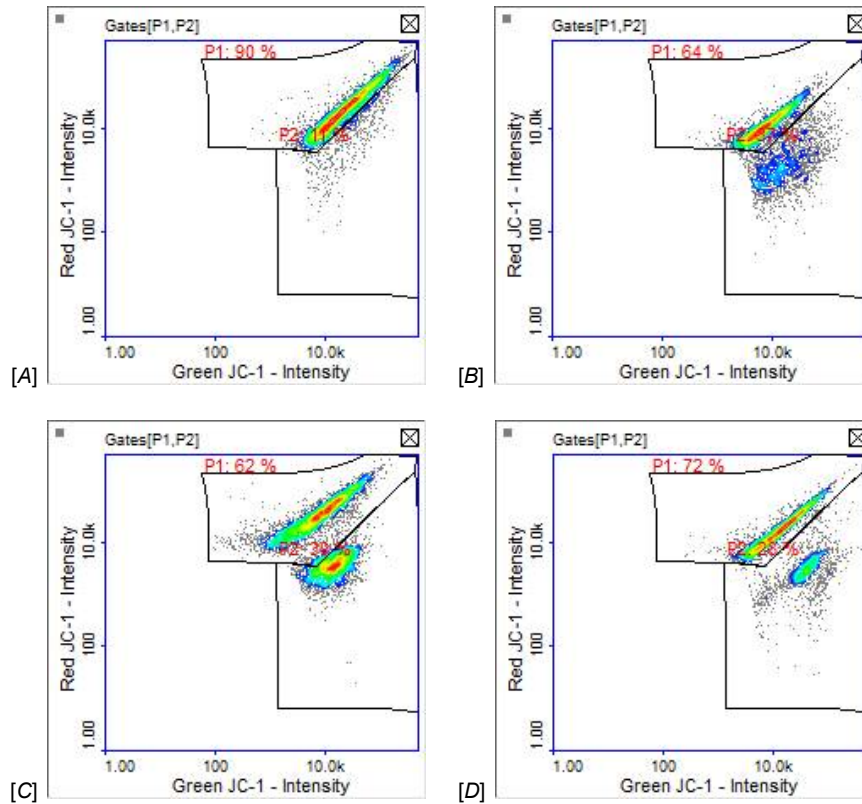 Gates[P1,P2]
P1: 90 %
Red JC-1 - Intensity
10.0k
100
1.00
1.00 100 10.0k
Green JC-1 - Intensity
[A]
Gates[P1,P2]
P1: 64 %
Red JC-1 - Intensity
10.0k
100
1.00
1.00 100 10.0k
Green JC-1 - Intensity
[B]
Gates[P1,P2]
P1: 62 %
Red JC-1 - Intensity
10.0k
100
1.00
1.00 100 10.0k
Green JC-1 - Intensity
[C]
Gates[P1,P2]
P1: 72 %
Red JC-1 - Intensity
10.0k
100
1.00
1.00 100 10.0k
Green JC-1 - Intensity
[D]